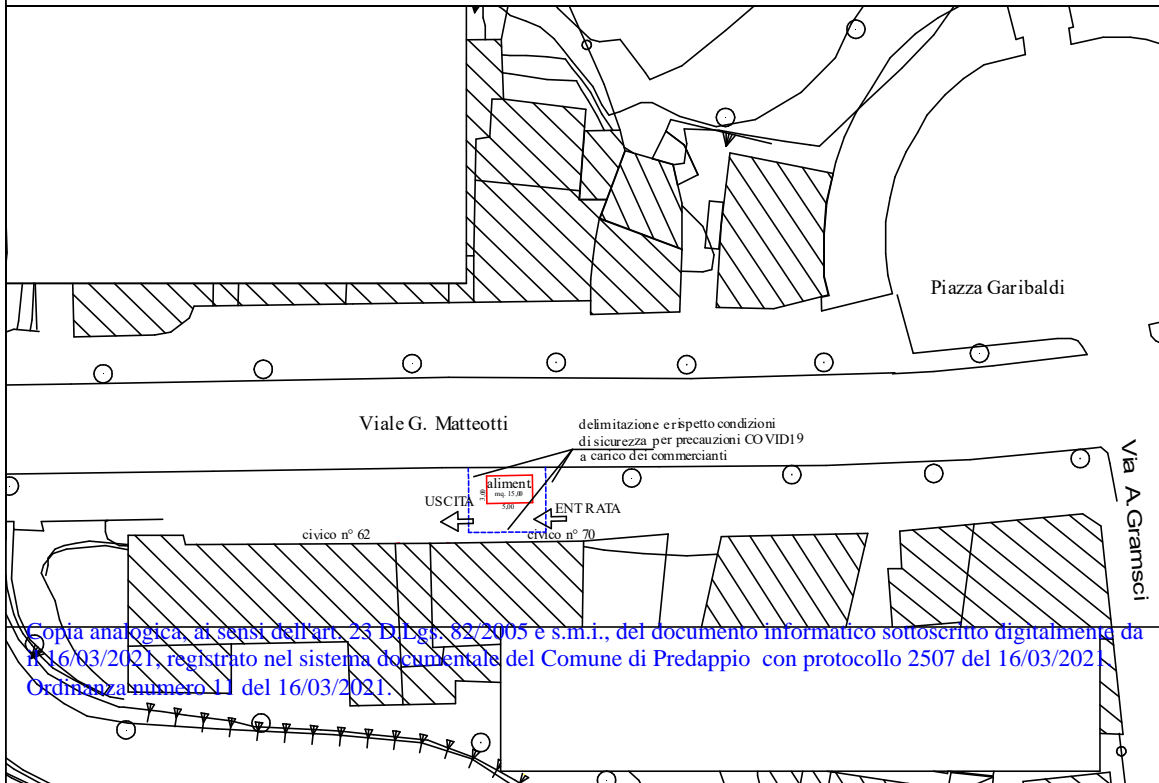 Piazza Garibaldi
Viale G. Matteotti
delimitazione e rispetto condizioni
di sicurezza per precauzioni COVID19
a carico dei commercianti
Via A.Gramsci
aliment
mq. 15,00
3,00
5,00
USCITA
ENTRATA
civico n° 62
civico n° 70
Copia analogica, ai sensi dell'art. 23 D.Lgs. 82/2005 e s.m.i., del documento informatico sottoscritto digitalmente da
il 16/03/2021, registrato nel sistema documentale del Comune di Predappio con protocollo 2507 del 16/03/2021
Ordinanza numero 11 del 16/03/2021.